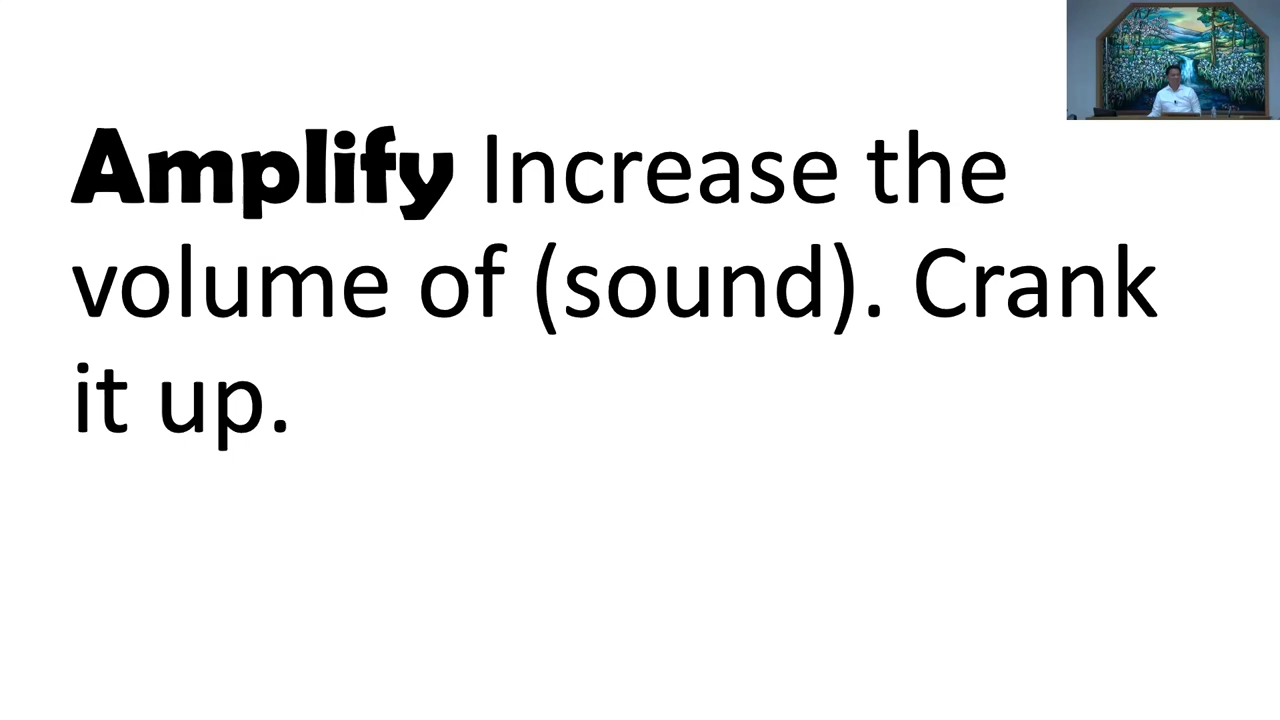 Amplify Increase the
volume of (sound). Crank
it up.